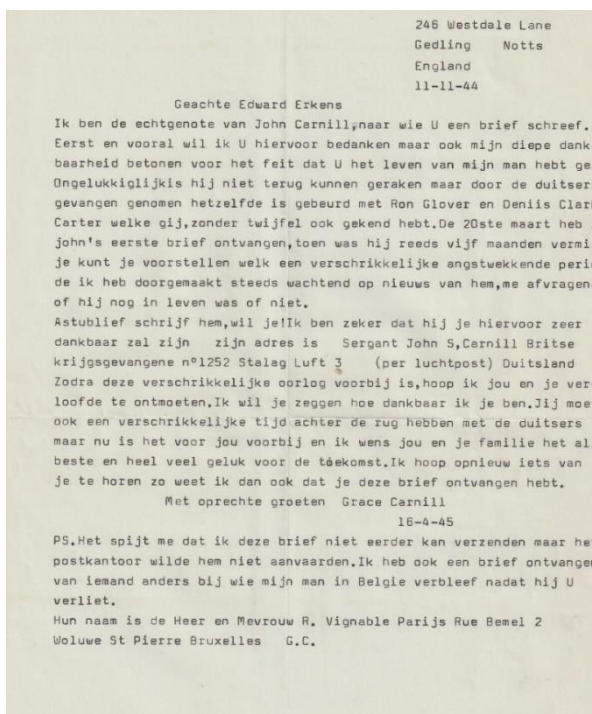 246 Westdale Lane
Gedling Notts
England
11-11-44
Geachte Edward Erkens
Ik ben de echtgenote van John Carnill,naar wie U een brief schreef.
Eerst en vooral wil ik U hiervoor bedanken maar ook mijn diepe dank
baarheid betonen voor het feit dat U het leven van mijn man hebt ge
Ongelukkiglijkis hij niet terug kunnen geraken maar door de duitser
gevangen genomen hetzelfde is gebeurd met Ron Glover en Deniis Clar
Carter welke gij,zonder twijfel ook gekend hebt.De 20ste maart heb
john's eerste brief ontvangen,toen was hij reeds vijf maanden vermi
je kunt je voorstellen welk een verschrikkelijke angstwekkende peri
de ik heb doorgemaakt steeds wachtend op nieuws van hem,me afvragen
of hij nog in leven was of niet.
Astublief schrijf hem,wil je!Ik ben zeker dat hij je hiervoor zeer
dankbaar zal zijn zijn adres is Sergant John S,Carnill Britse
krijgsgevangene n°1252 Stalag Luft 3 (per luchtpost) Duitsland
Zodra deze verschrikkelijke oorlog voorbij is,hoop ik jou en je ver
loofde te ontmoeten.Ik wil je zeggen hoe dankbaar ik je ben.Jij moe
ook een verschrikkelijke tijd achter de rug hebben met de duitsers
maar nu is het voor jou voorbij en ik wens jou en je familie het al
beste en heel veel geluk voor de toekomst.Ik hoop opnieuw iets van
je te horen zo weet ik dan ook dat je deze brief ontvangen hebt.
Met oprechte groeten Grace Carnill
16-4-45
PS.Het spijt me dat ik deze brief niet eerder kan verzenden maar he
postkantoor wilde hem niet aanvaarden.Ik heb ook een brief ontvange
van iemand anders bij wie mijn man in Belgie verbleef nadat hij U
verliet.
Hun naam is de Heer en Mevrouw R. Vignable Parijs Rue Bemel 2
Woluwe St Pierre Bruxelles G.C.